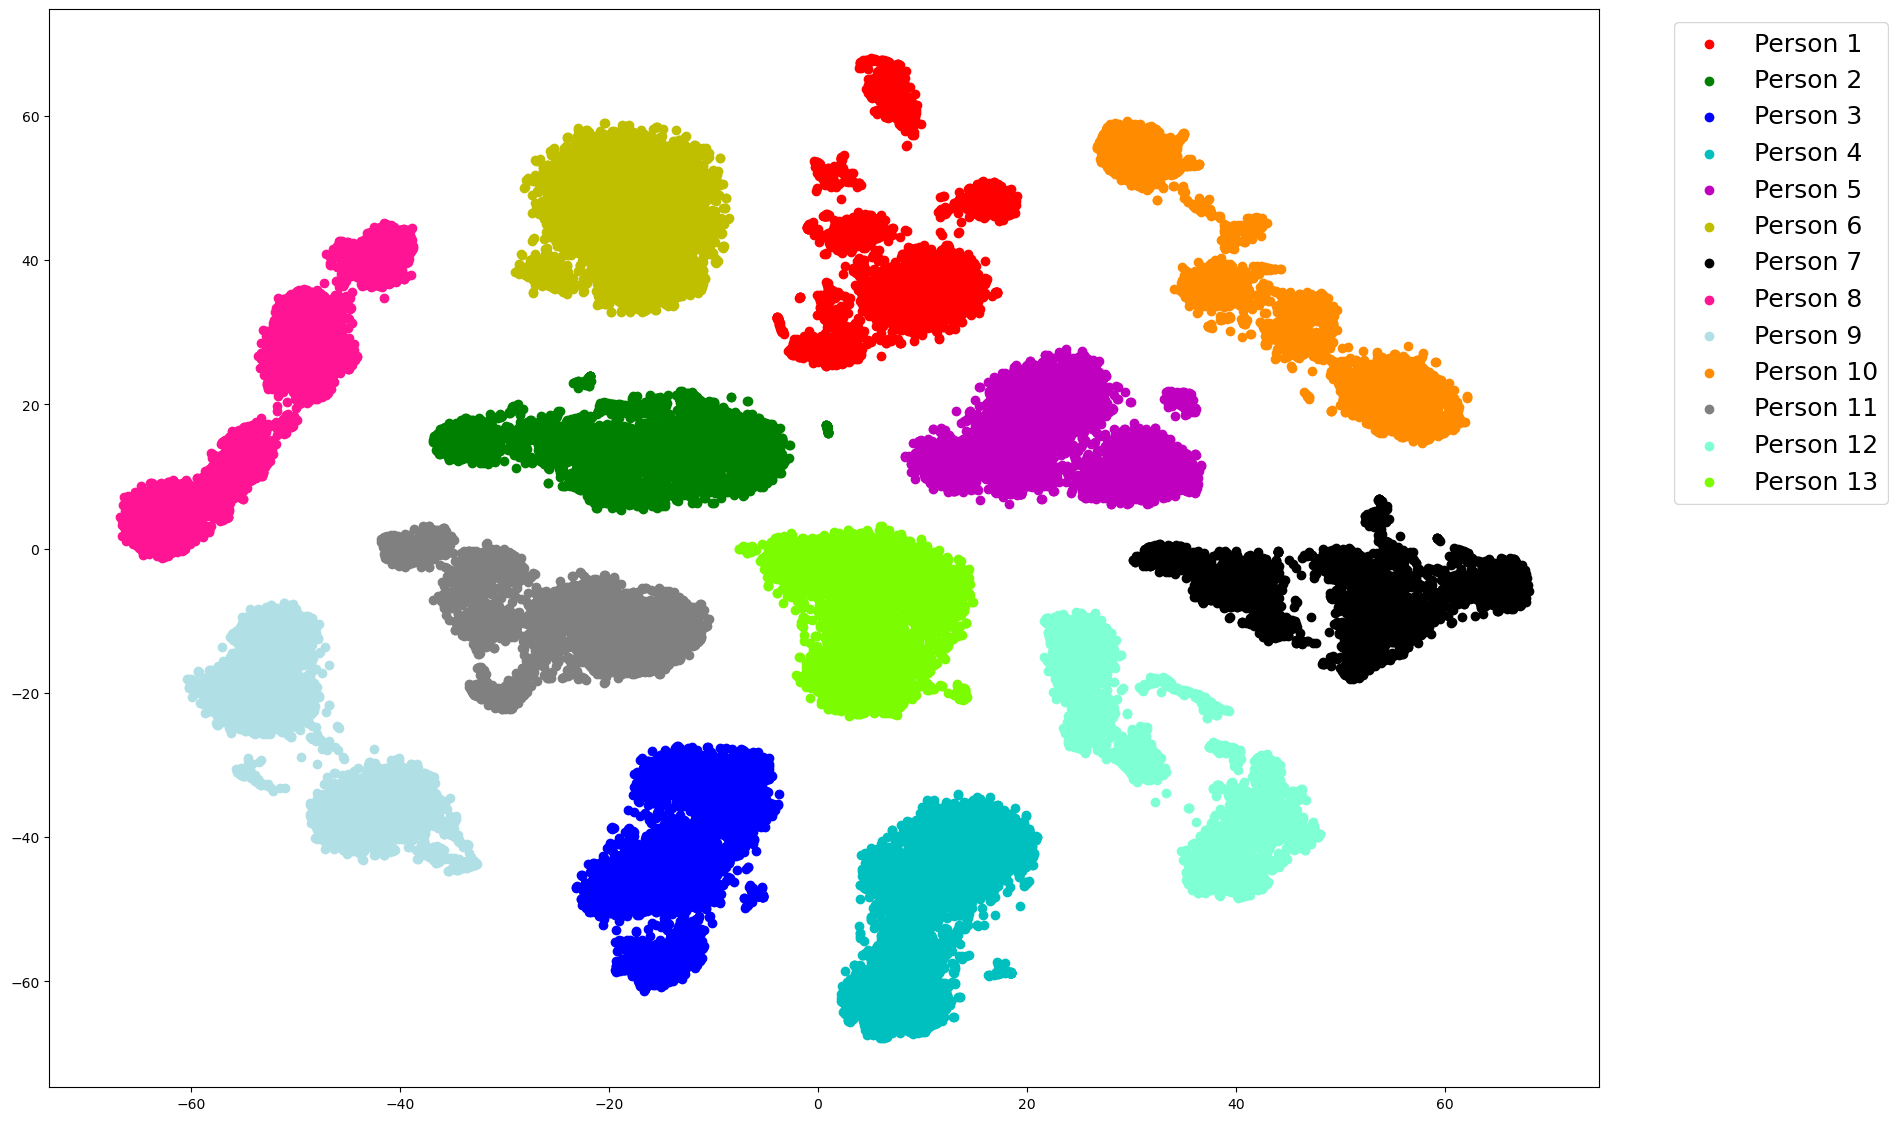 Person 1
Person 2
Person 3
Person 4
Person 5
Person 6
Person 7
Person 8
Person 9
Person 10
Person 11
Person 12
Person 13
60
40
20
0
−20
−40
−60
−60 −40 −20 0 20 40 60